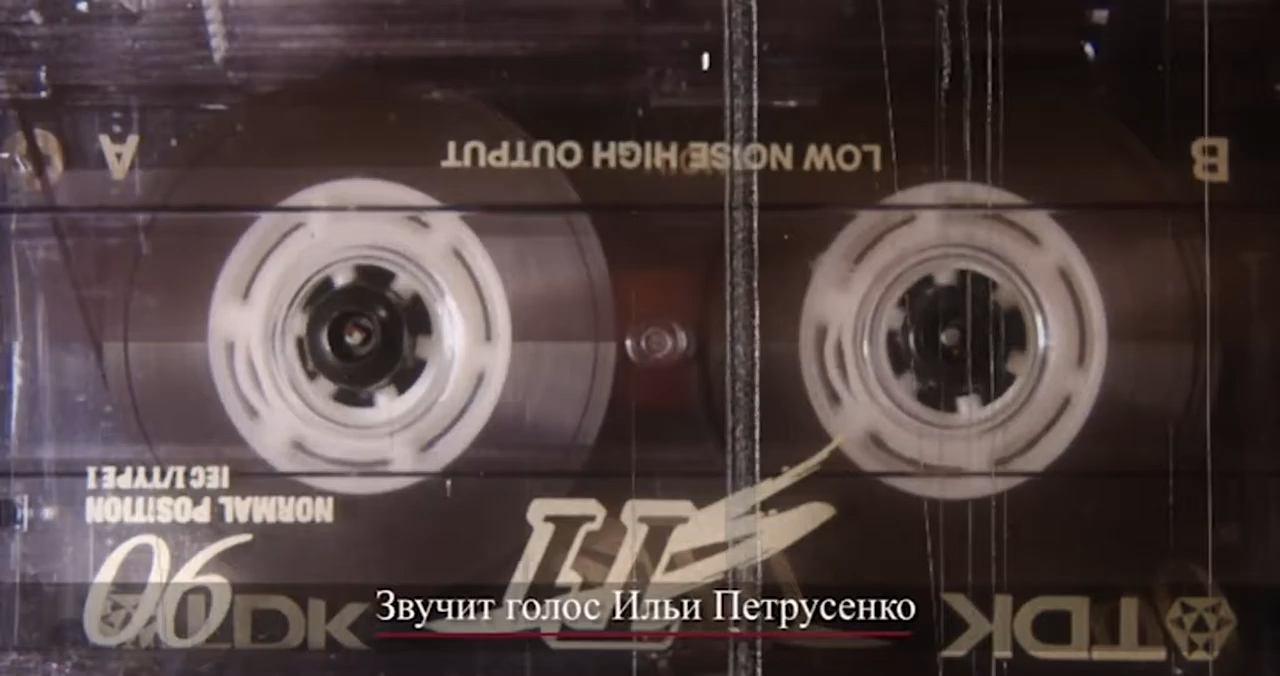 A
LOW NOISE HIGH OUTPUT
B
IEC I/TYPE I
NORMAL POSITION
90
TDK
Звучит голос Ильи Петрусенко
TDK